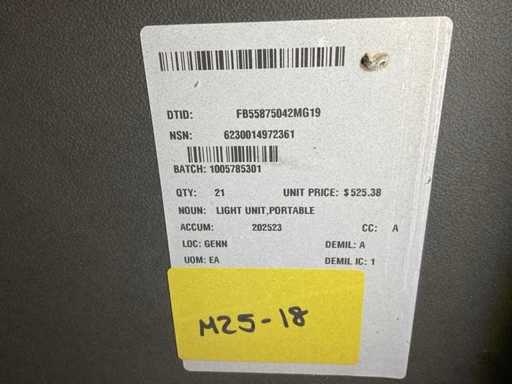 DTID: FB55875042MG19
NSN: 6230014972361
BATCH: 1005785301
QTY: 21 UNIT PRICE: $525.38
NOUN: LIGHT UNIT,PORTABLE
ACCUM: 202523 CC: A
LOC: GENN DEMIL: A
UOM: EA DEMIL IC: 1
M25-18